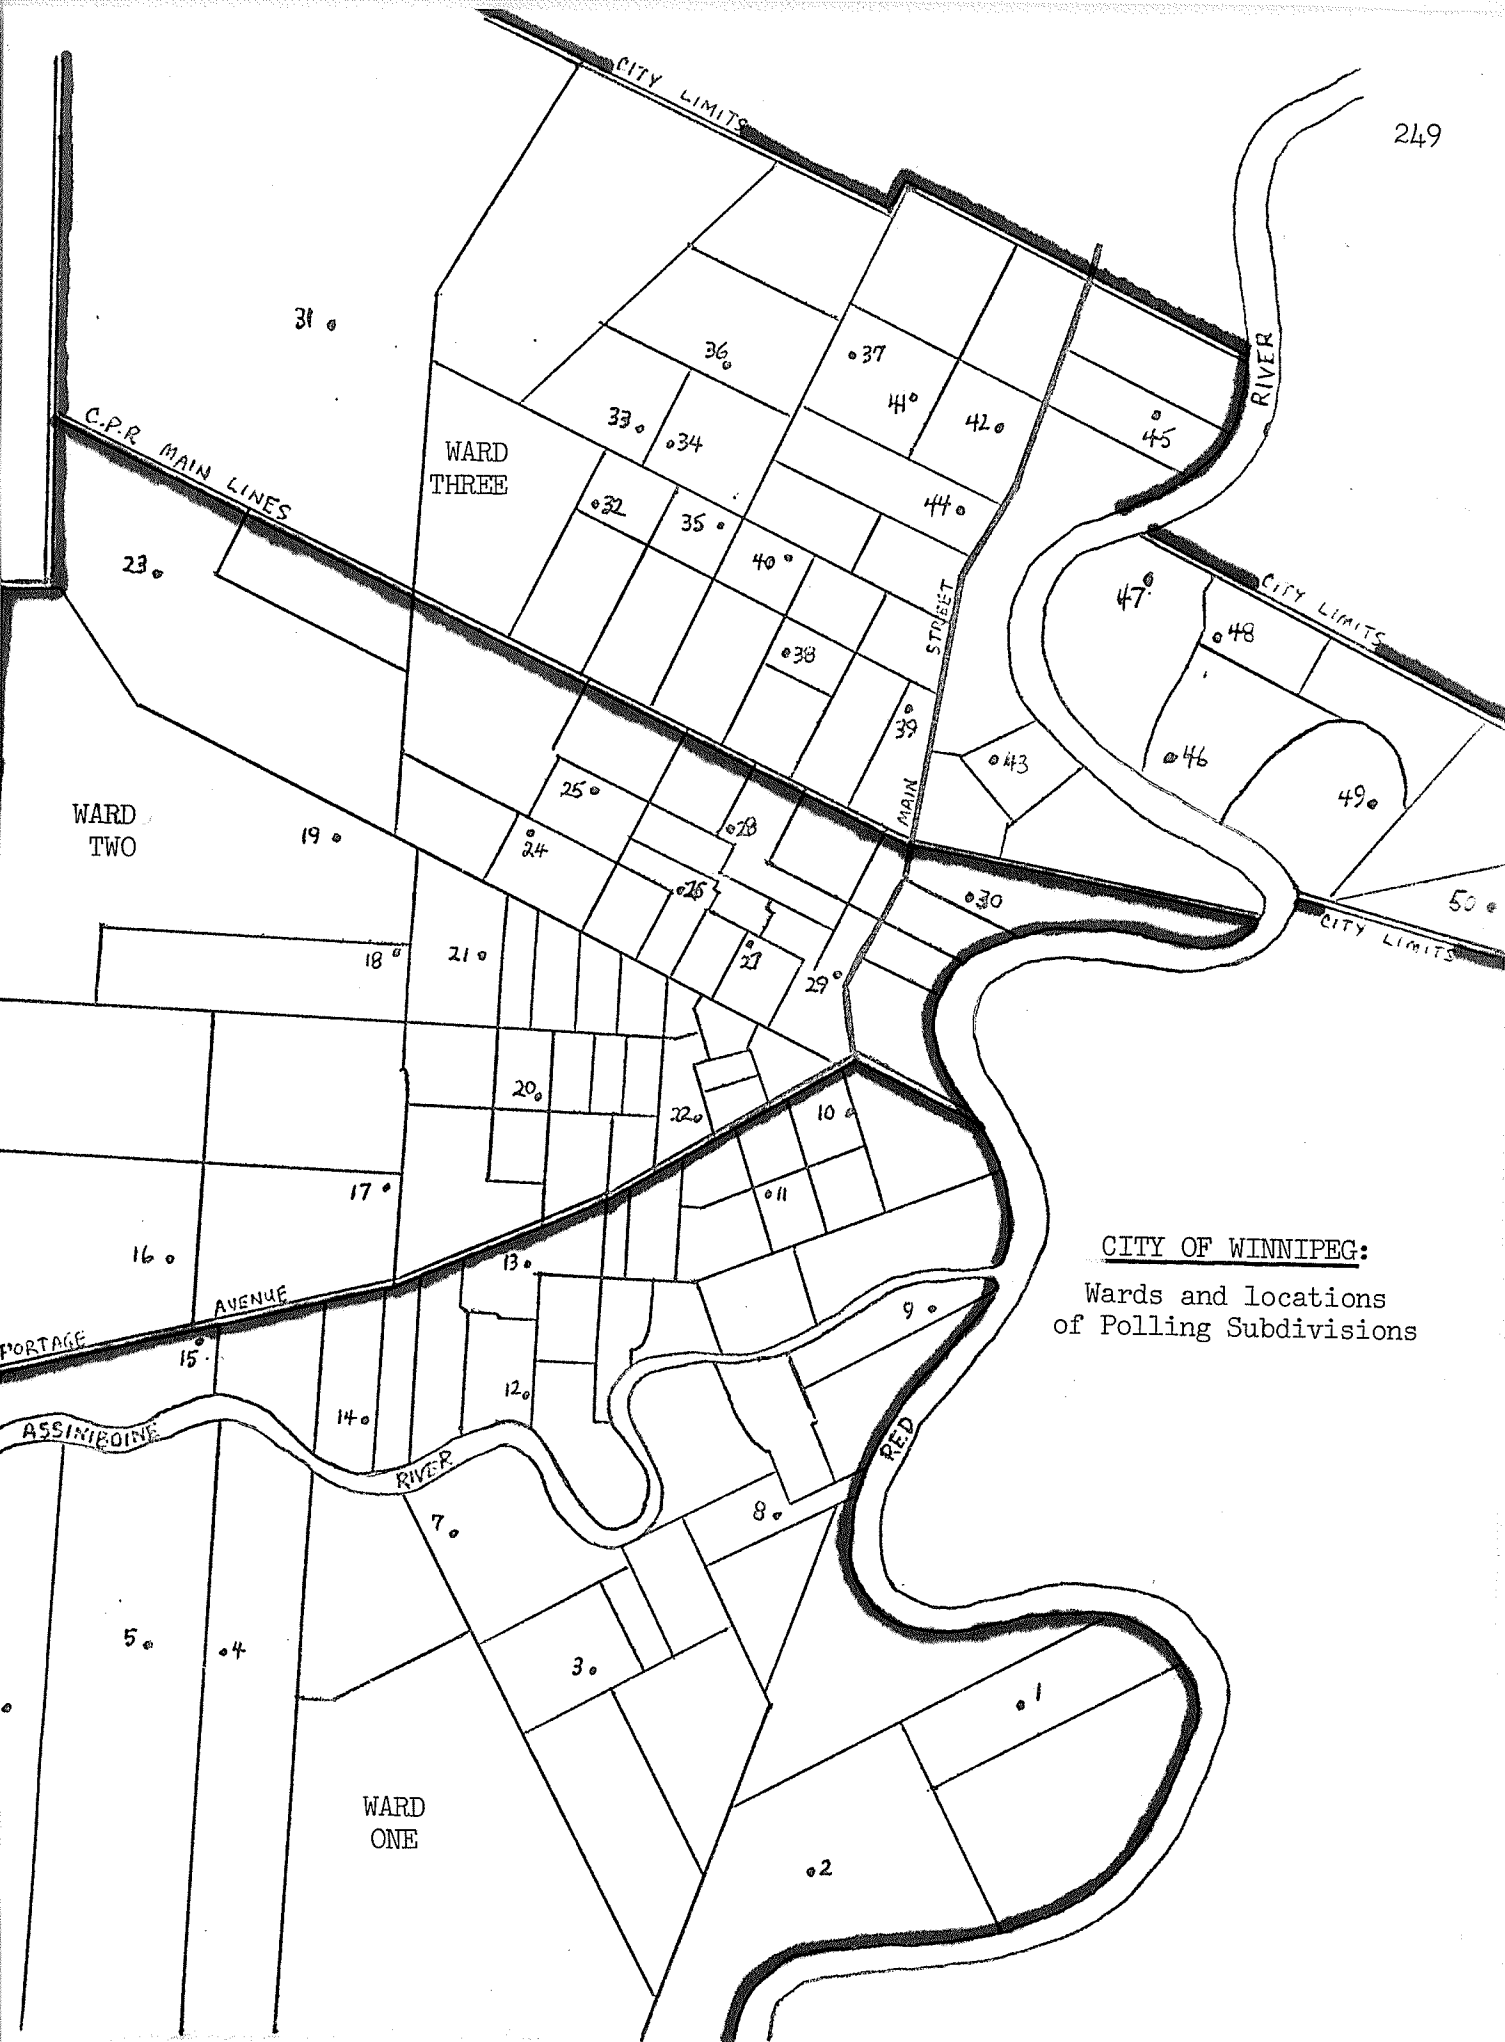 CITY LIMITS
249
RIVER
31
36
37
41
42
45
33
34
C.P.R MAIN LINES
WARD
THREE
32
35
44
40
23
STREET
47
CITY LIMITS
48
38
39
43
46
25
MAIN
49
WARD
TWO
19
24
28
26
30
50
CITY LIMITS
18
21
27
29
20
22
10
17
11
16
13
CITY OF WINNIPEG:
Wards and locations
of Polling Subdivisions
AVENUE
PORTAGE
9
15
12
14
ASSINIBOINE
RED
RIVER
7
8
5
4
3
1
WARD
ONE
2